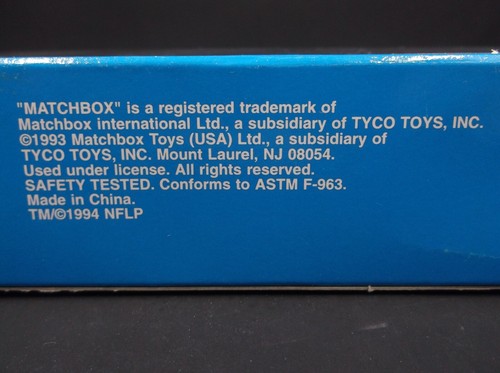 "MATCHBOX" is a registered trademark of
Matchbox international Ltd., a subsidiary of TYCO TOYS, INC.
©1993 Matchbox Toys (USA) Ltd., a subsidiary of
TYCO TOYS, INC. Mount Laurel, NJ 08054.
Used under license. All rights reserved.
SAFETY TESTED. Conforms to ASTM F-963.
Made in China.
TM/©1994 NFLP